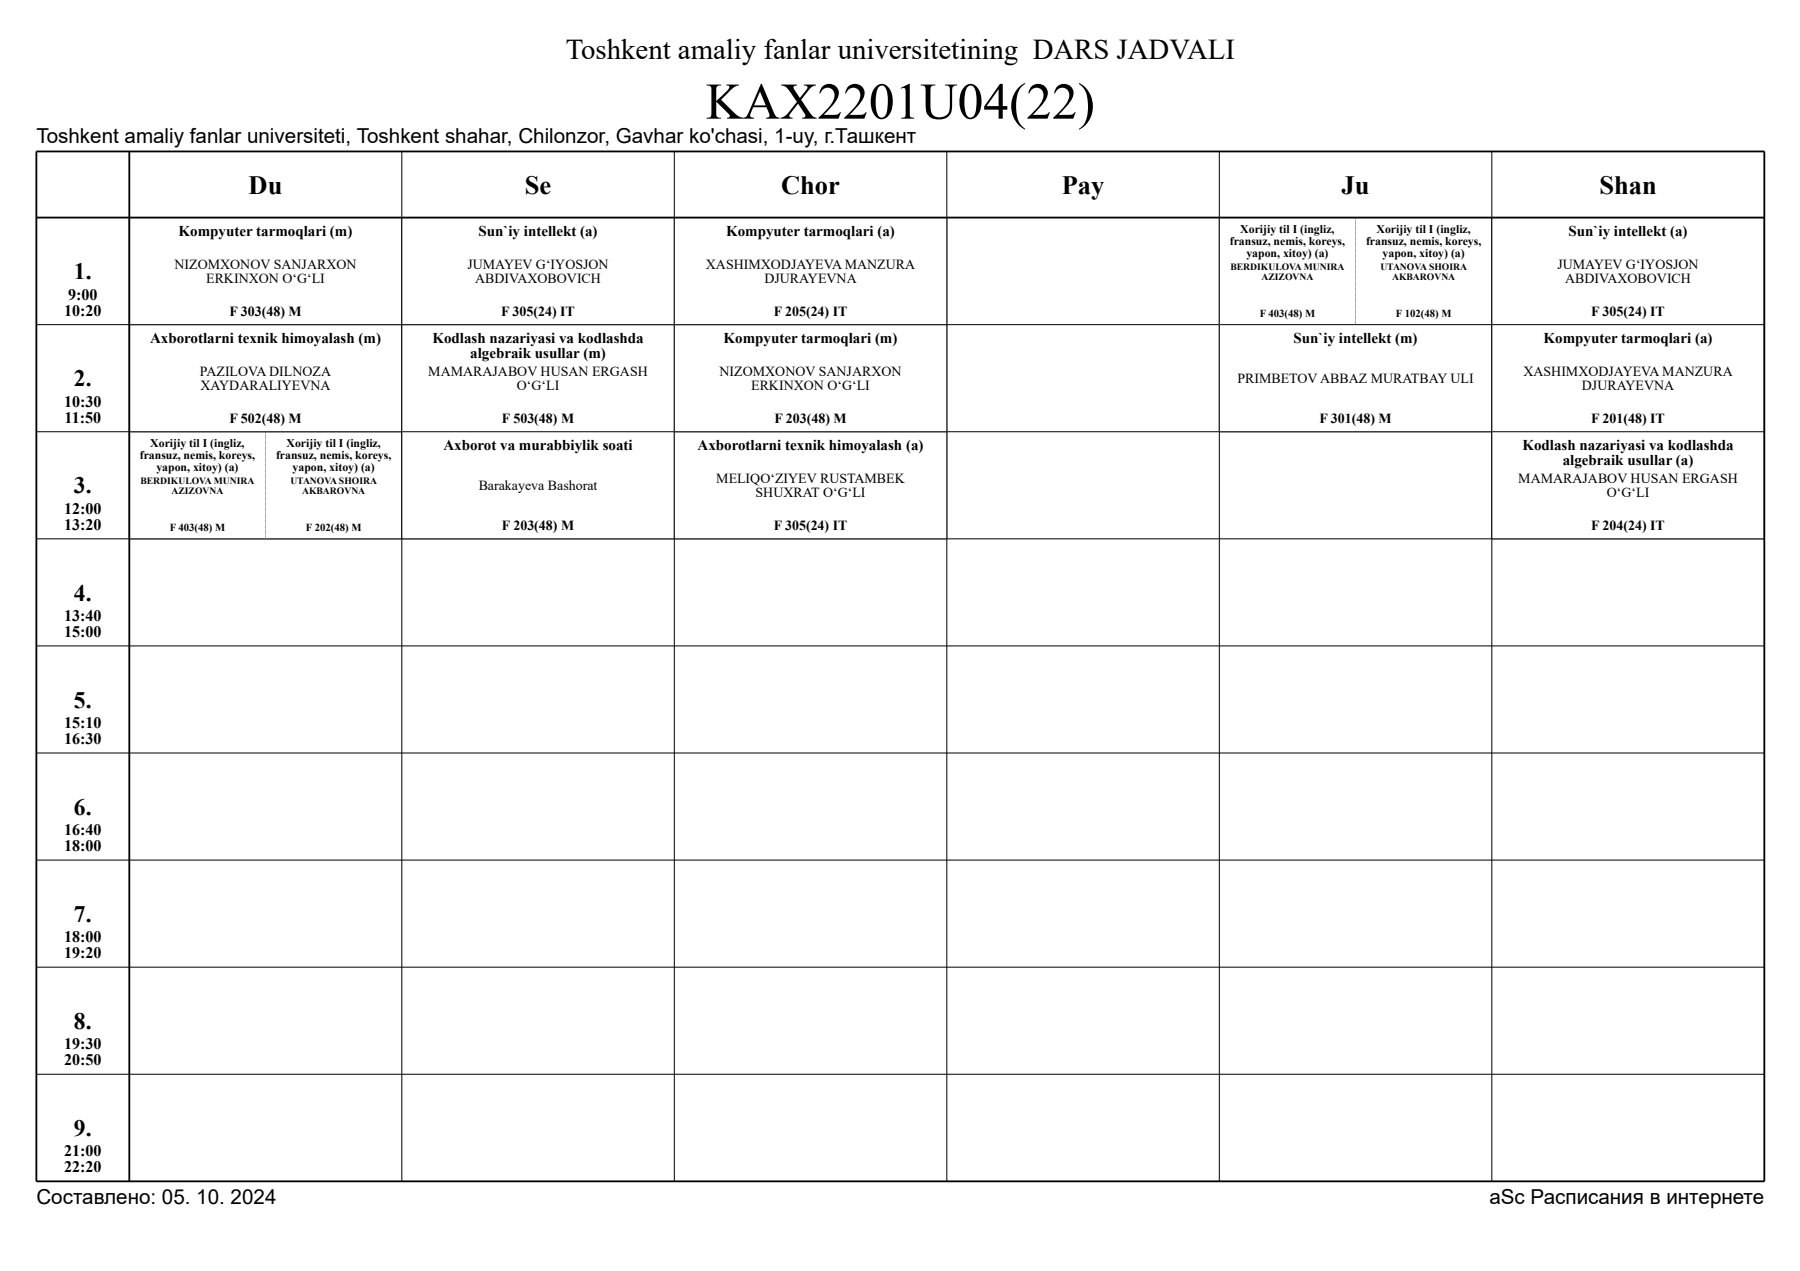 Toshkent amaliy fanlar universitetining  DARS JADVALI
KAX2201U04(22)
Toshkent amaliy fanlar universiteti, Toshkent shahar, Chilonzor, Gavhar ko'chasi, 1-uy, г.Ташкент
Du
Se
Chor
Pay
Ju
Shan
1.
9:00
10:20
Kompyuter tarmoqlari (m)
NIZOMXONOV SANJARXON
ERKINXON O‘G‘LI
F 303(48) M
Sun`iy intellekt (a)
JUMAYEV G‘IYOSJON
ABDIVAXOBOVICH
F 305(24) IT
Kompyuter tarmoqlari (a)
XASHIMXODJAYEVA MANZURA
DJURAYEVNA
F 205(24) IT
Xorijiy til I (ingliz,
fransuz, nemis, koreys,
yapon, xitoy) (a)
BERDIKULOVA MUNIRA
AZIZOVNA
F 403(48) M
Xorijiy til I (ingliz,
fransuz, nemis, koreys,
yapon, xitoy) (a)
UTANOVA SHOIRA
AKBAROVNA
F 102(48) M
Sun`iy intellekt (a)
JUMAYEV G‘IYOSJON
ABDIVAXOBOVICH
F 305(24) IT
2.
10:30
11:50
Axborotlarni texnik himoyalash (m)
PAZILOVA DILNOZA
XAYDARALIYEVNA
F 502(48) M
Kodlash nazariyasi va kodlashda
algebraik usullar (m)
MAMARAJABOV HUSAN ERGASH
O‘G‘LI
F 503(48) M
Kompyuter tarmoqlari (m)
NIZOMXONOV SANJARXON
ERKINXON O‘G‘LI
F 203(48) M
Sun`iy intellekt (m)
PRIMBETOV ABBAZ MURATBAY ULI
F 301(48) M
Kompyuter tarmoqlari (a)
XASHIMXODJAYEVA MANZURA
DJURAYEVNA
F 201(48) IT
3.
12:00
13:20
Xorijiy til I (ingliz,
fransuz, nemis, koreys,
yapon, xitoy) (a)
BERDIKULOVA MUNIRA
AZIZOVNA
F 403(48) M
Xorijiy til I (ingliz,
fransuz, nemis, koreys,
yapon, xitoy) (a)
UTANOVA SHOIRA
AKBAROVNA
F 202(48) M
Axborot va murabbiylik soati
Barakayeva Bashorat
F 203(48) M
Axborotlarni texnik himoyalash (a)
MELIQO‘ZIYEV RUSTAMBEK
SHUXRAT O‘G‘LI
F 305(24) IT
Kodlash nazariyasi va kodlashda
algebraik usullar (a)
MAMARAJABOV HUSAN ERGASH
O‘G‘LI
F 204(24) IT
4.
13:40
15:00
5.
15:10
16:30
6.
16:40
18:00
7.
18:00
19:20
8.
19:30
20:50
9.
21:00
22:20
Составлено: 05. 10. 2024
aSc Расписания в интернете